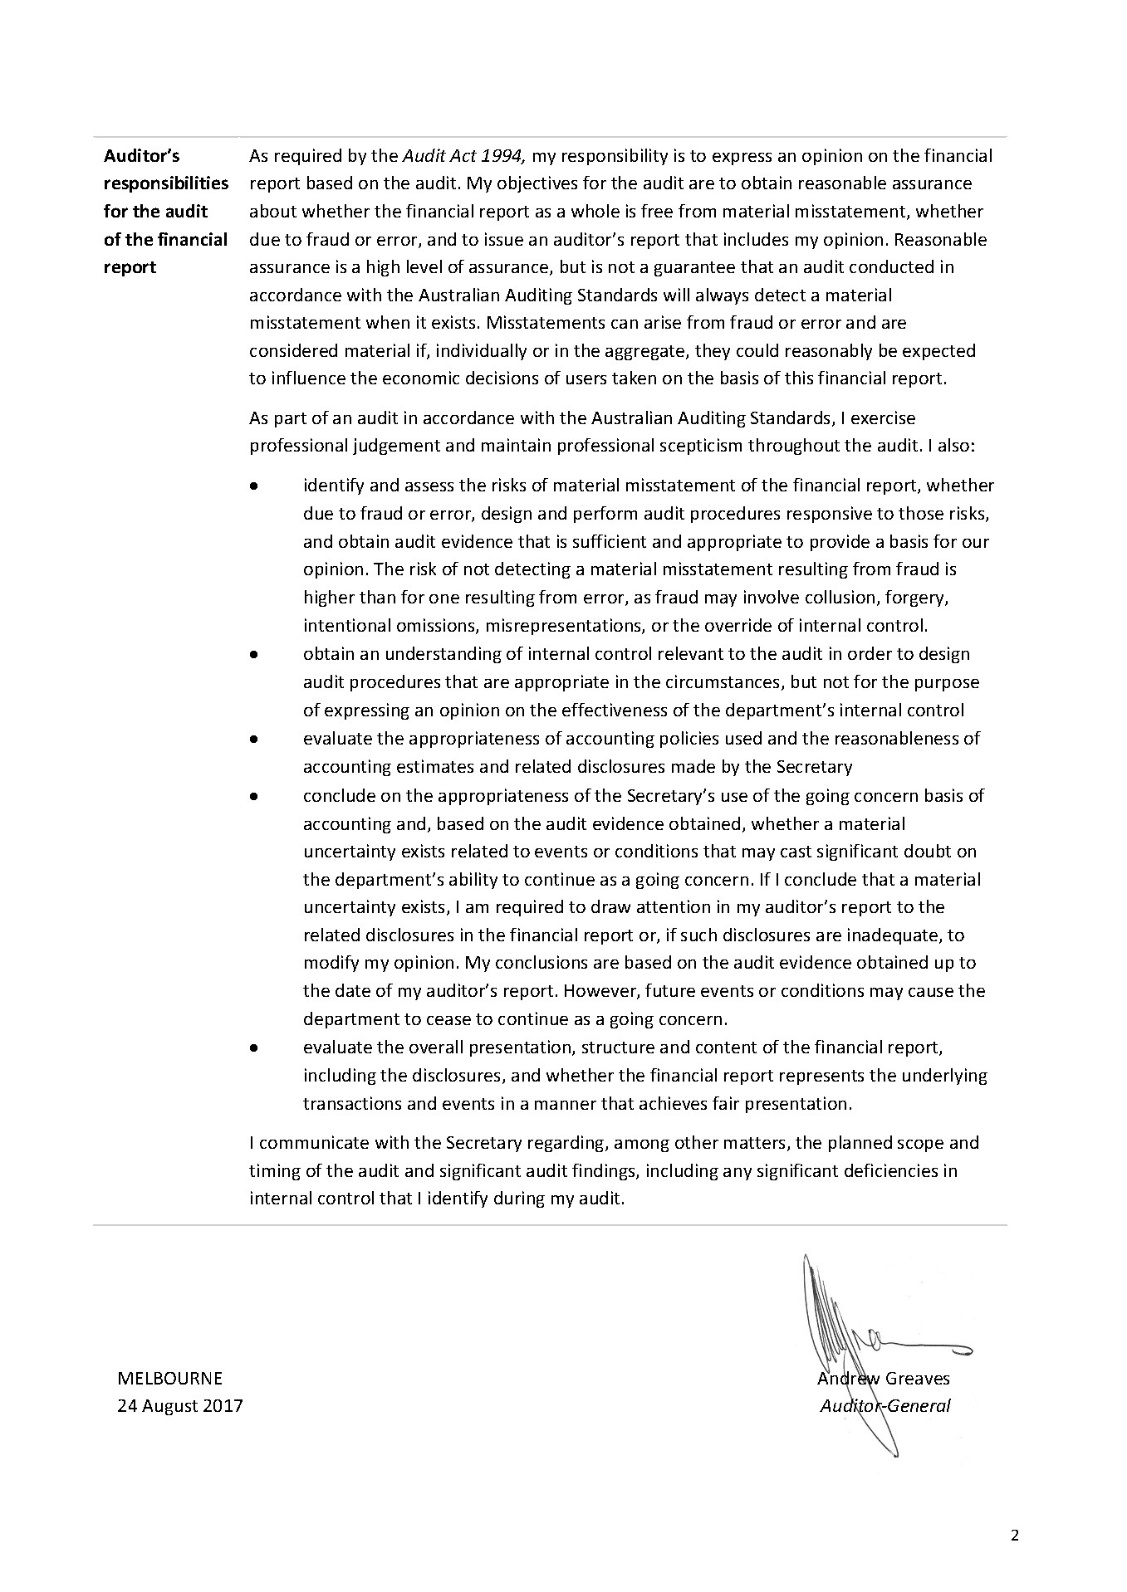 Auditor's
responsibilities
for the audit
of the financial
report
As required by the Audit Act 1994, my responsibility is to express an opinion on the financial
report based on the audit. My objectives for the audit are to obtain reasonable assurance
about whether the financial report as a whole is free from material misstatement, whether
due to fraud or error, and to issue an auditor's report that includes my opinion. Reasonable
assurance is a high level of assurance, but is not a guarantee that an audit conducted in
accordance with the Australian Auditing Standards will always detect a material
misstatement when it exists. Misstatements can arise from fraud or error and are
considered material if, individually or in the aggregate, they could reasonably be expected
to influence the economic decisions of users taken on the basis of this financial report.
As part of an audit in accordance with the Australian Auditing Standards, I exercise
professional judgement and maintain professional scepticism throughout the audit. I also:
• identify and assess the risks of material misstatement of the financial report, whether
due to fraud or error, design and perform audit procedures responsive to those risks,
and obtain audit evidence that is sufficient and appropriate to provide a basis for our
opinion. The risk of not detecting a material misstatement resulting from fraud is
higher than for one resulting from error, as fraud may involve collusion, forgery,
intentional omissions, misrepresentations, or the override of internal control.
• obtain an understanding of internal control relevant to the audit in order to design
audit procedures that are appropriate in the circumstances, but not for the purpose
of expressing an opinion on the effectiveness of the department's internal control
• evaluate the appropriateness of accounting policies used and the reasonableness of
accounting estimates and related disclosures made by the Secretary
• conclude on the appropriateness of the Secretary's use of the going concern basis of
accounting and, based on the audit evidence obtained, whether a material
uncertainty exists related to events or conditions that may cast significant doubt on
the department's ability to continue as a going concern. If I conclude that a material
uncertainty exists, I am required to draw attention in my auditor's report to the
related disclosures in the financial report or, if such disclosures are inadequate, to
modify my opinion. My conclusions are based on the audit evidence obtained up to
the date of my auditor's report. However, future events or conditions may cause the
department to cease to continue as a going concern.
• evaluate the overall presentation, structure and content of the financial report,
including the disclosures, and whether the financial report represents the underlying
transactions and events in a manner that achieves fair presentation.
I communicate with the Secretary regarding, among other matters, the planned scope and
timing of the audit and significant audit findings, including any significant deficiencies in
internal control that I identify during my audit.
MELBOURNE
24 August 2017
Andrew Greaves
Auditor-General
2